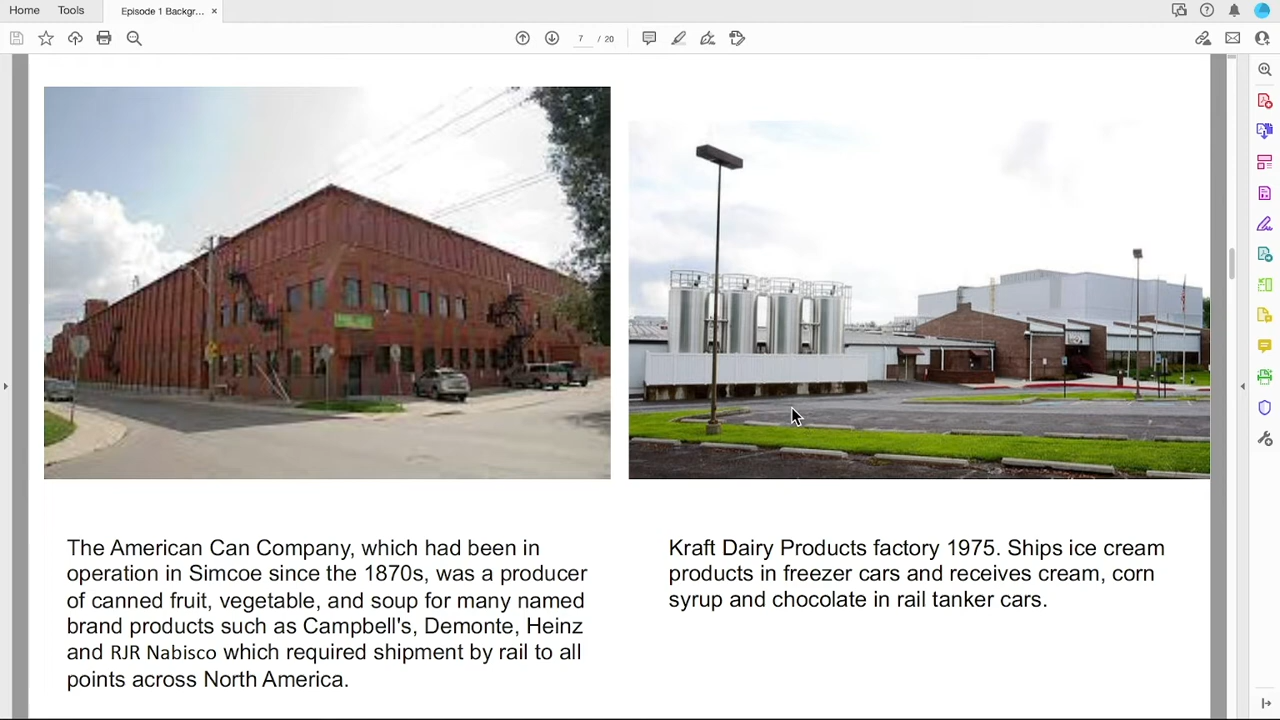 Home
Tools
Episode 1 Backgr...
7 / 20
The American Can Company, which had been in
operation in Simcoe since the 1870s, was a producer
of canned fruit, vegetable, and soup for many named
brand products such as Campbell's, Demonte, Heinz
and RJR Nabisco which required shipment by rail to all
points across North America.
Kraft Dairy Products factory 1975. Ships ice cream
products in freezer cars and receives cream, corn
syrup and chocolate in rail tanker cars.